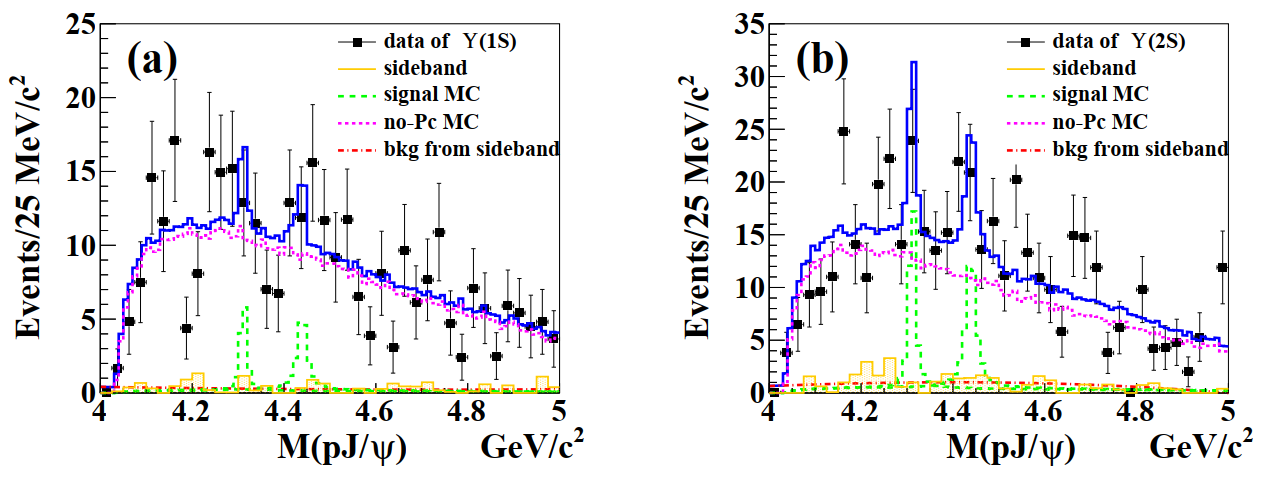 25
20
15
10
5
0
Events/25 MeV/c²
(a)
data of ϒ(1S)
sideband
signal MC
no-Pc MC
bkg from sideband
4 4.2 4.4 4.6 4.8 5
M(pJ/ψ) GeV/c²
35
30
25
20
15
10
5
0
Events/25 MeV/c²
(b)
data of ϒ(2S)
sideband
signal MC
no-Pc MC
bkg from sideband
4 4.2 4.4 4.6 4.8 5
M(pJ/ψ) GeV/c²